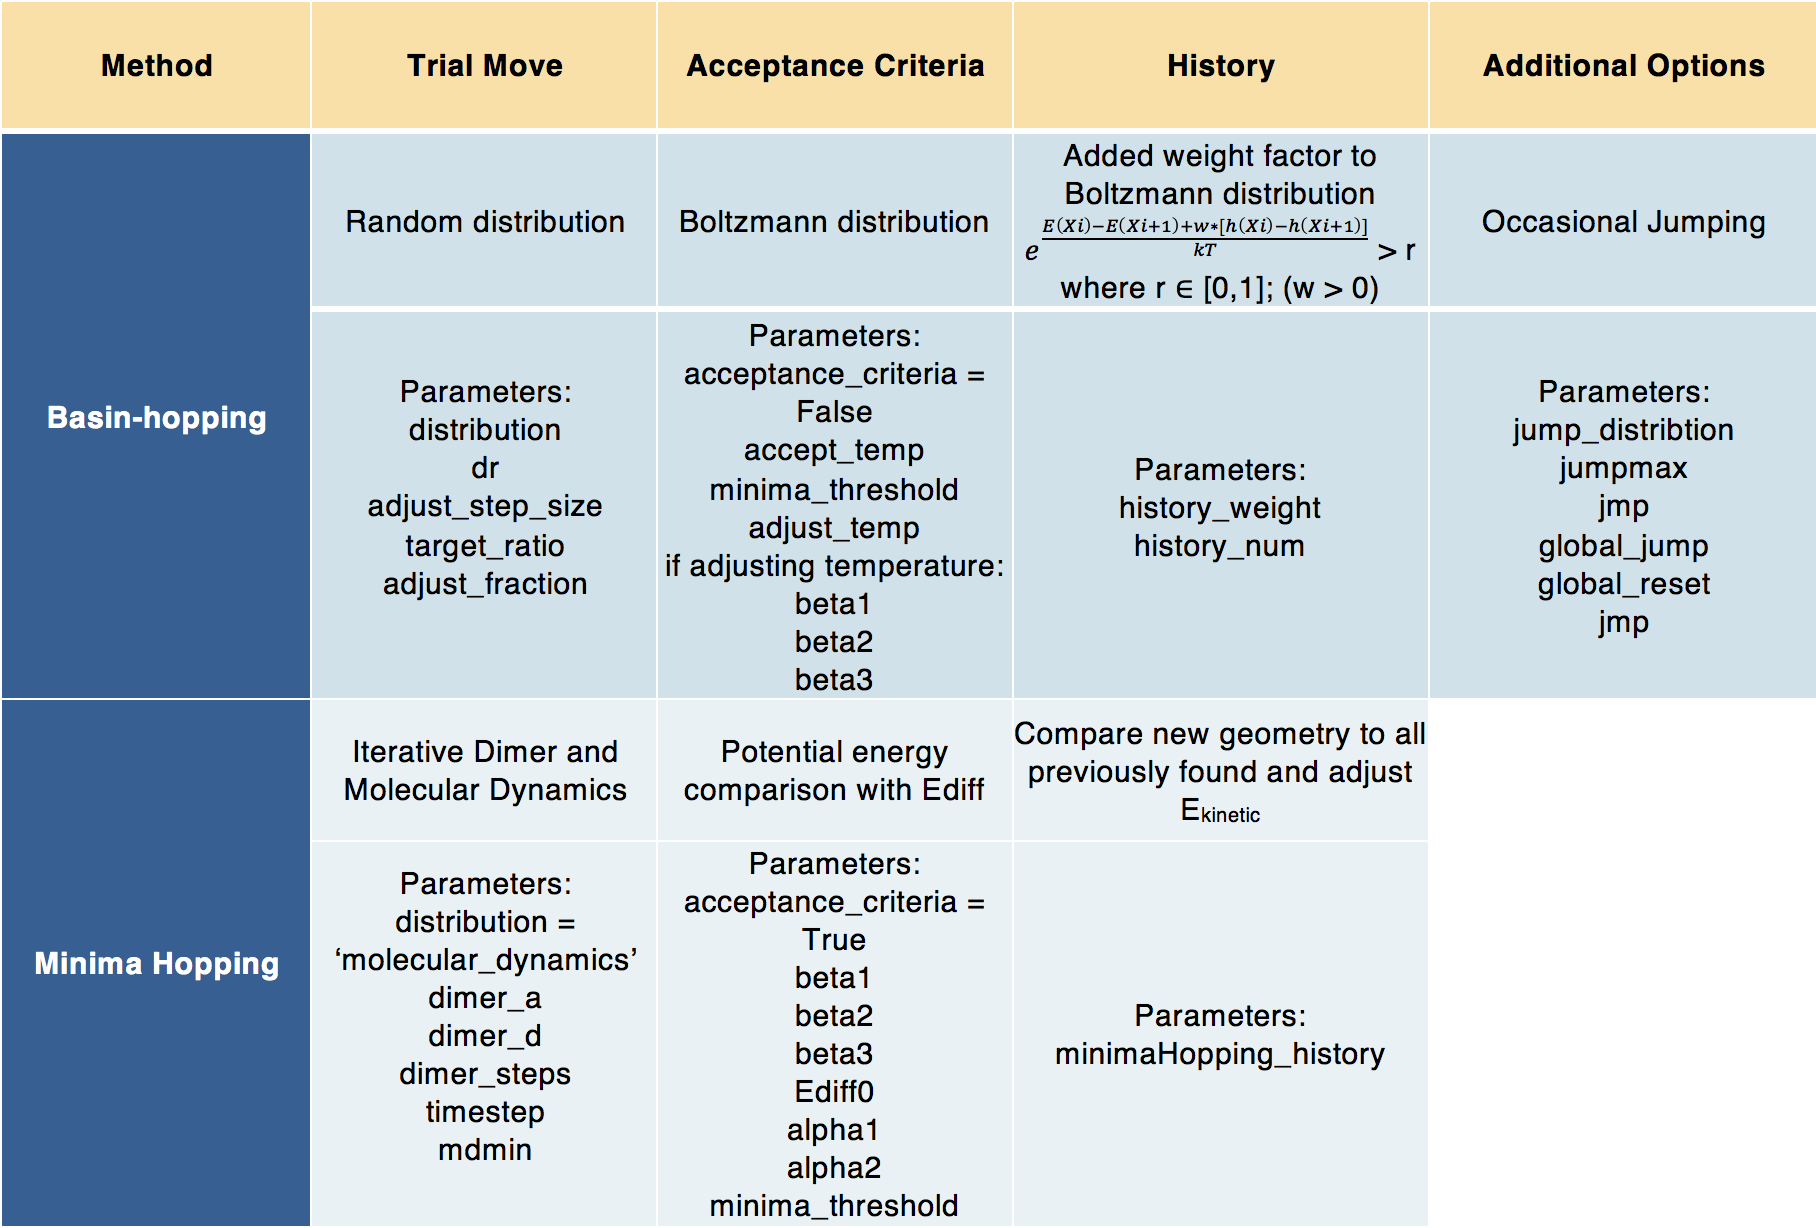 Method
Trial Move
Acceptance Criteria
History
Additional Options
Basin-hopping
Random distribution
Boltzmann distribution
Added weight factor to
Boltzmann distribution
e^{\frac{E(Xi)−E(Xi+1)+w*[h(Xi)−h(Xi+1)]}{kT}} > r
where r ∈ [0,1]; (w > 0)
Occasional Jumping
Parameters:
distribution
dr
adjust_step_size
target_ratio
adjust_fraction
Parameters:
acceptance_criteria =
False
accept_temp
minima_threshold
adjust_temp
if adjusting temperature:
beta1
beta2
beta3
Parameters:
history_weight
history_num
Parameters:
jump_distribtion
jumpmax
jmp
global_jump
global_reset
jmp
Minima Hopping
Iterative Dimer and
Molecular Dynamics
Potential energy
comparison with Ediff
Compare new geometry to all
previously found and adjust
E_{kinetic}
Parameters:
distribution =
‘molecular_dynamics’
dimer_a
dimer_d
dimer_steps
timestep
mdmin
Parameters:
acceptance_criteria =
True
beta1
beta2
beta3
Ediff0
alpha1
alpha2
minima_threshold
Parameters:
minimaHopping_history